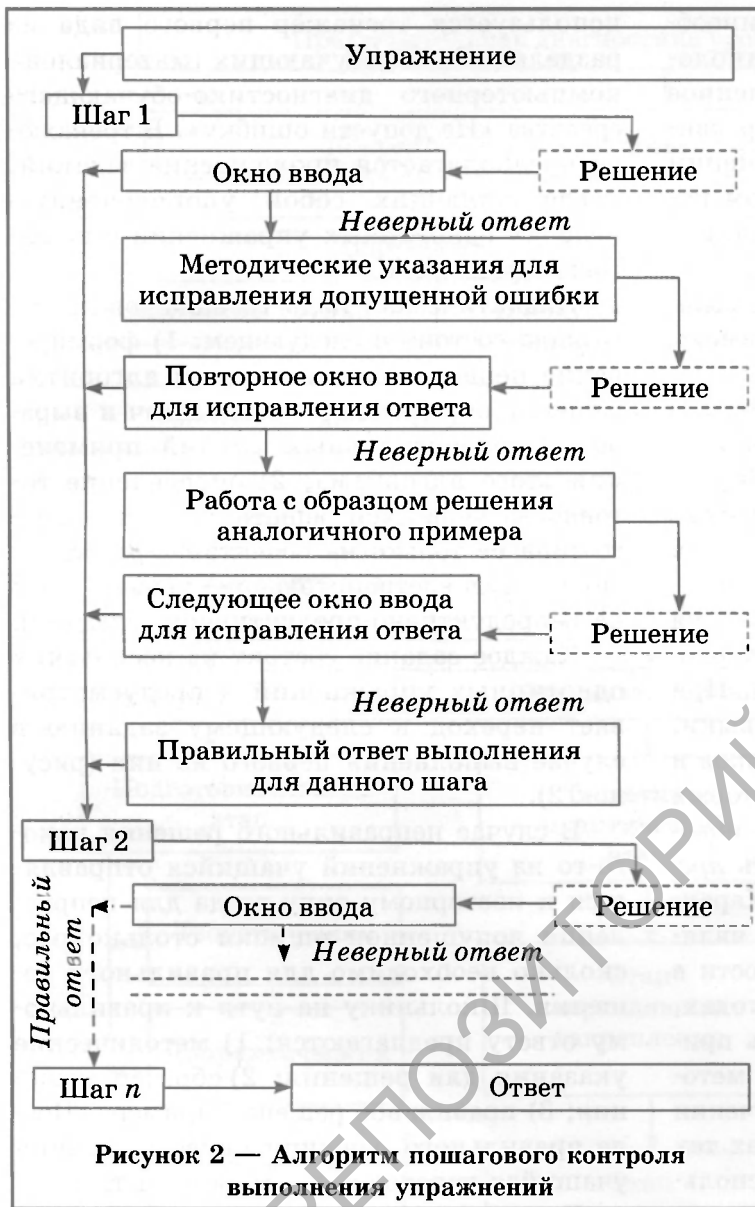 Упражнение
Шаг 1
Окно ввода
Решение
Неверный ответ
Методические указания для
исправления допущенной ошибки
Повторное окно ввода
для исправления ответа
Решение
Неверный ответ
Работа с образцом решения
аналогичного примера
Следующее окно ввода
для исправления ответа
Решение
Неверный ответ
Правильный ответ выполнения
для данного шага
Шаг 2
Окно ввода
Решение
Неверный ответ
Правильный
ответ
Шаг n
Ответ
Рисунок 2 — Алгоритм пошагового контроля
выполнения упражнений
РЕПОЗИТОРИЙ